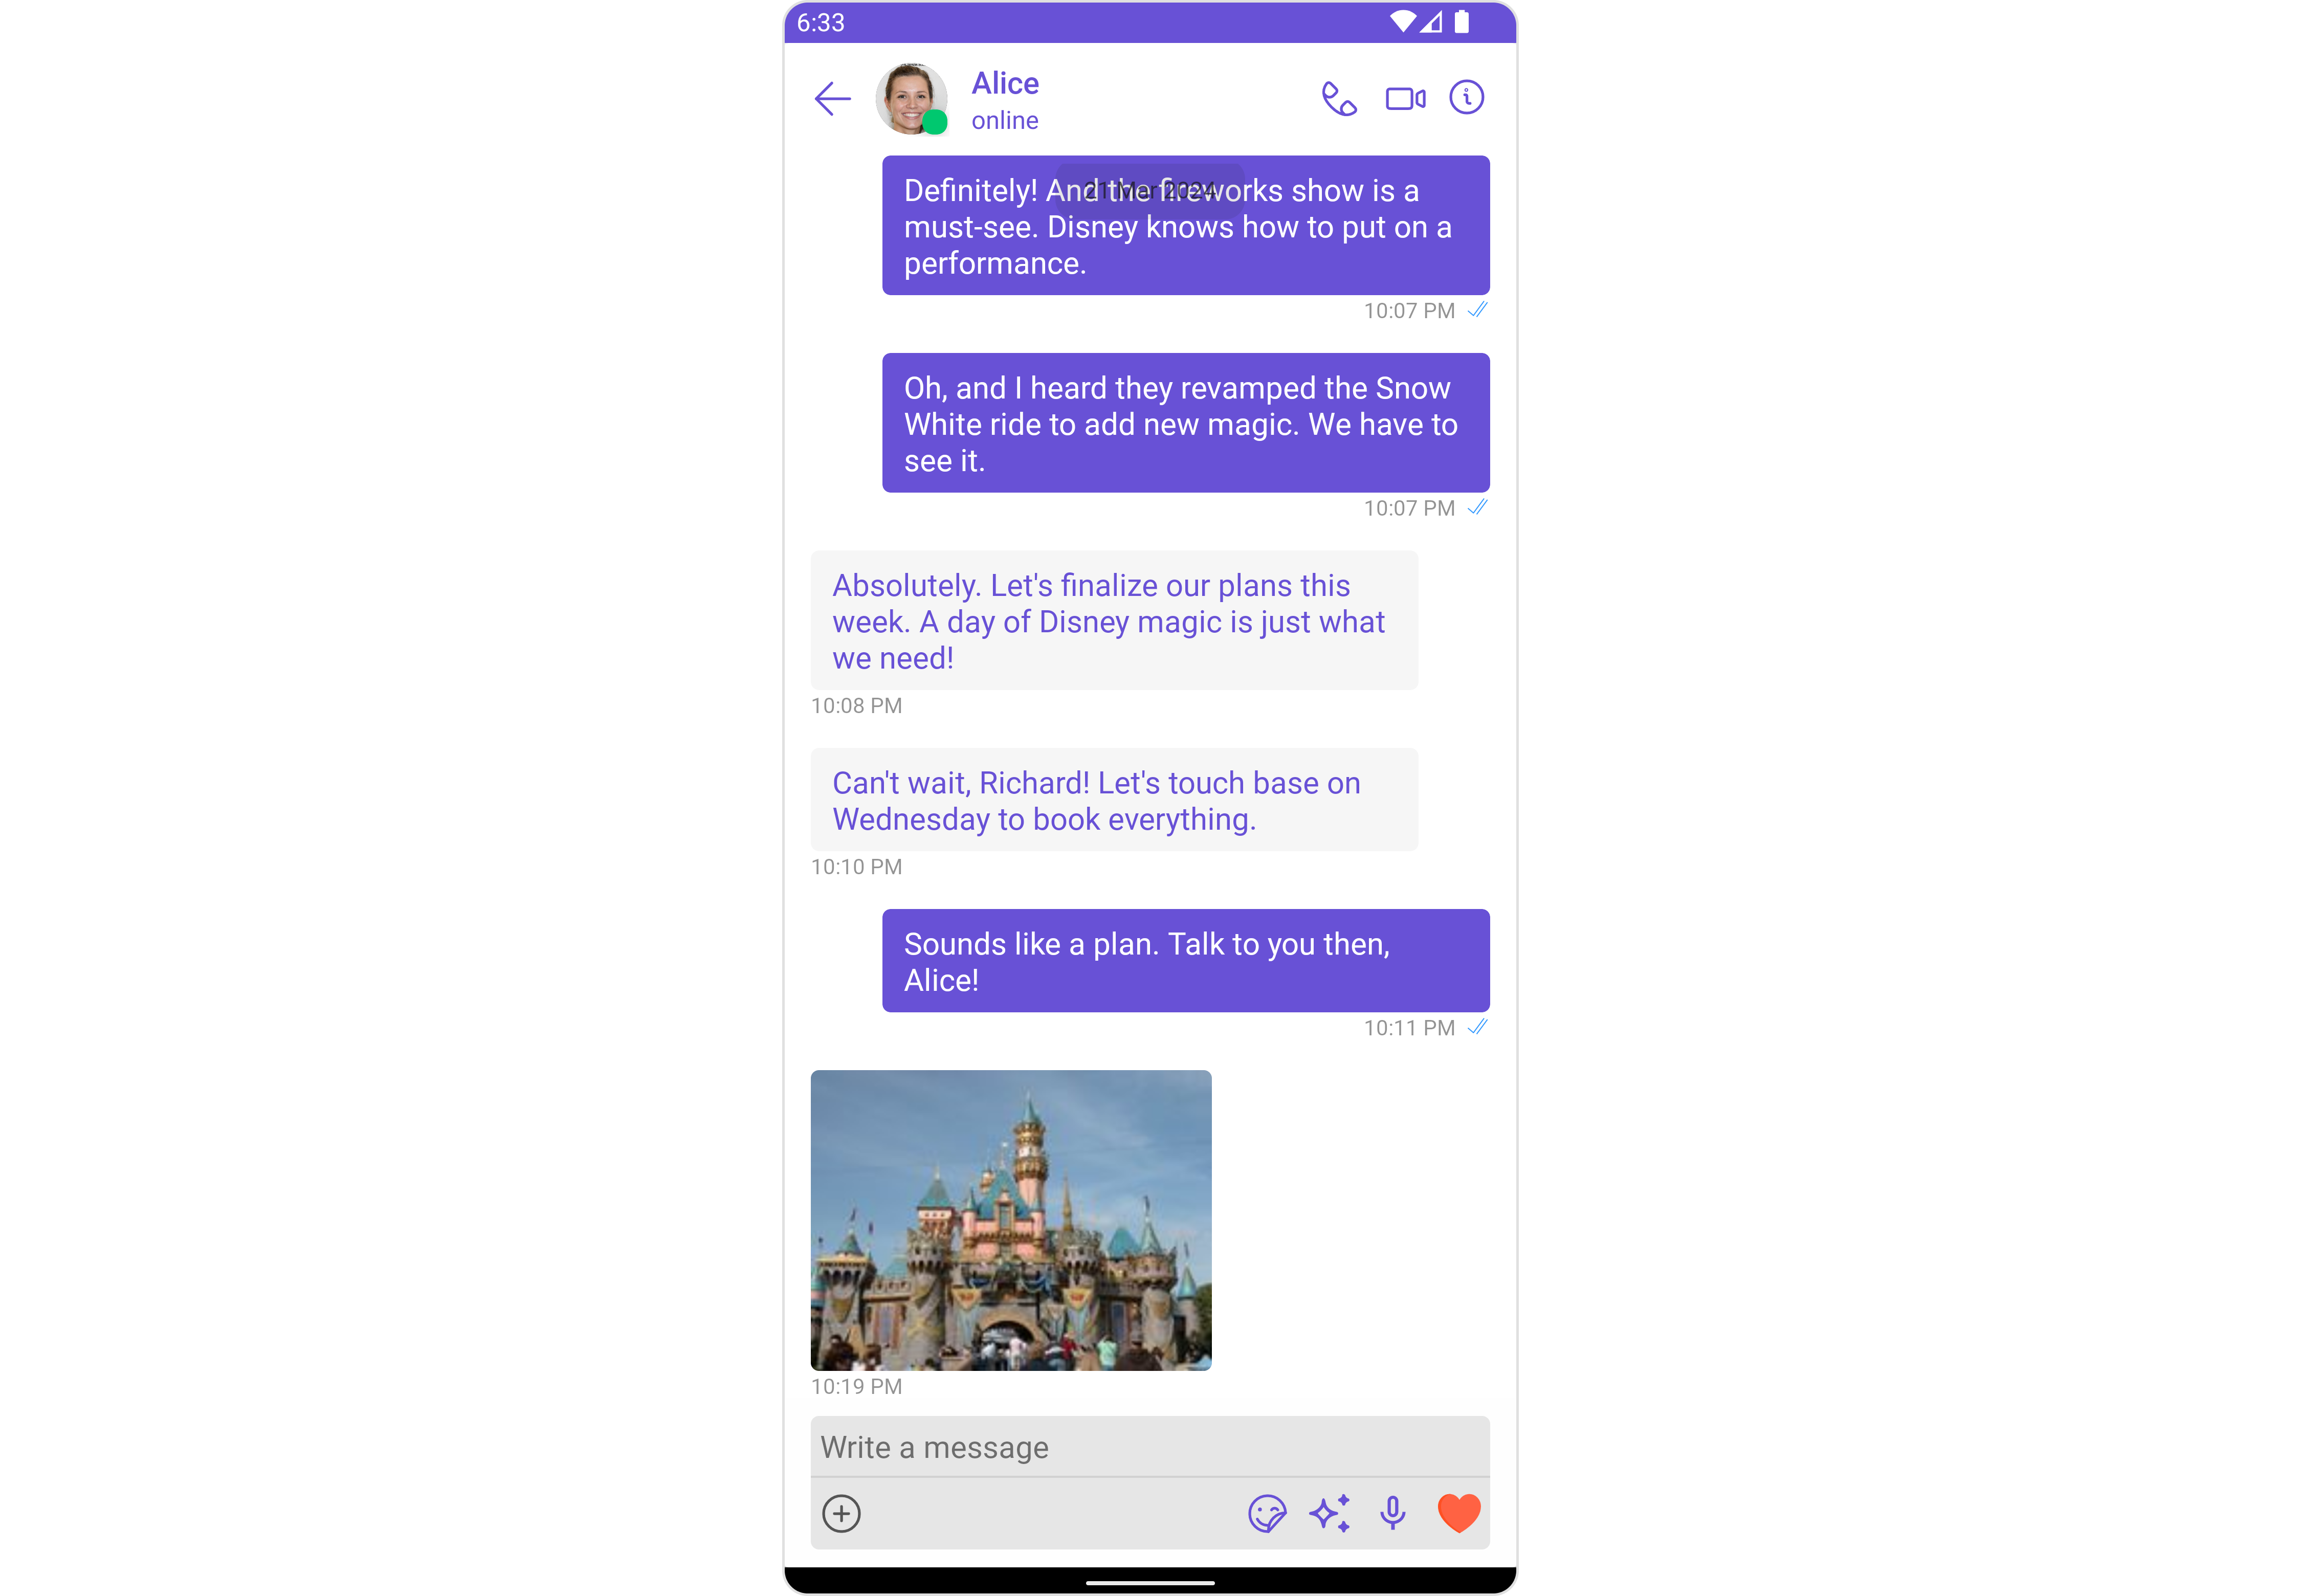 6:33
Alice
online
21 Mar 2024
Definitely! And the fireworks show is a
must-see. Disney knows how to put on a
performance.
10:07 PM
Oh, and I heard they revamped the Snow
White ride to add new magic. We have to
see it.
10:07 PM
Absolutely. Let's finalize our plans this
week. A day of Disney magic is just what
we need!
10:08 PM
Can't wait, Richard! Let's touch base on
Wednesday to book everything.
10:10 PM
Sounds like a plan. Talk to you then,
Alice!
10:11 PM
10:19 PM
Write a message